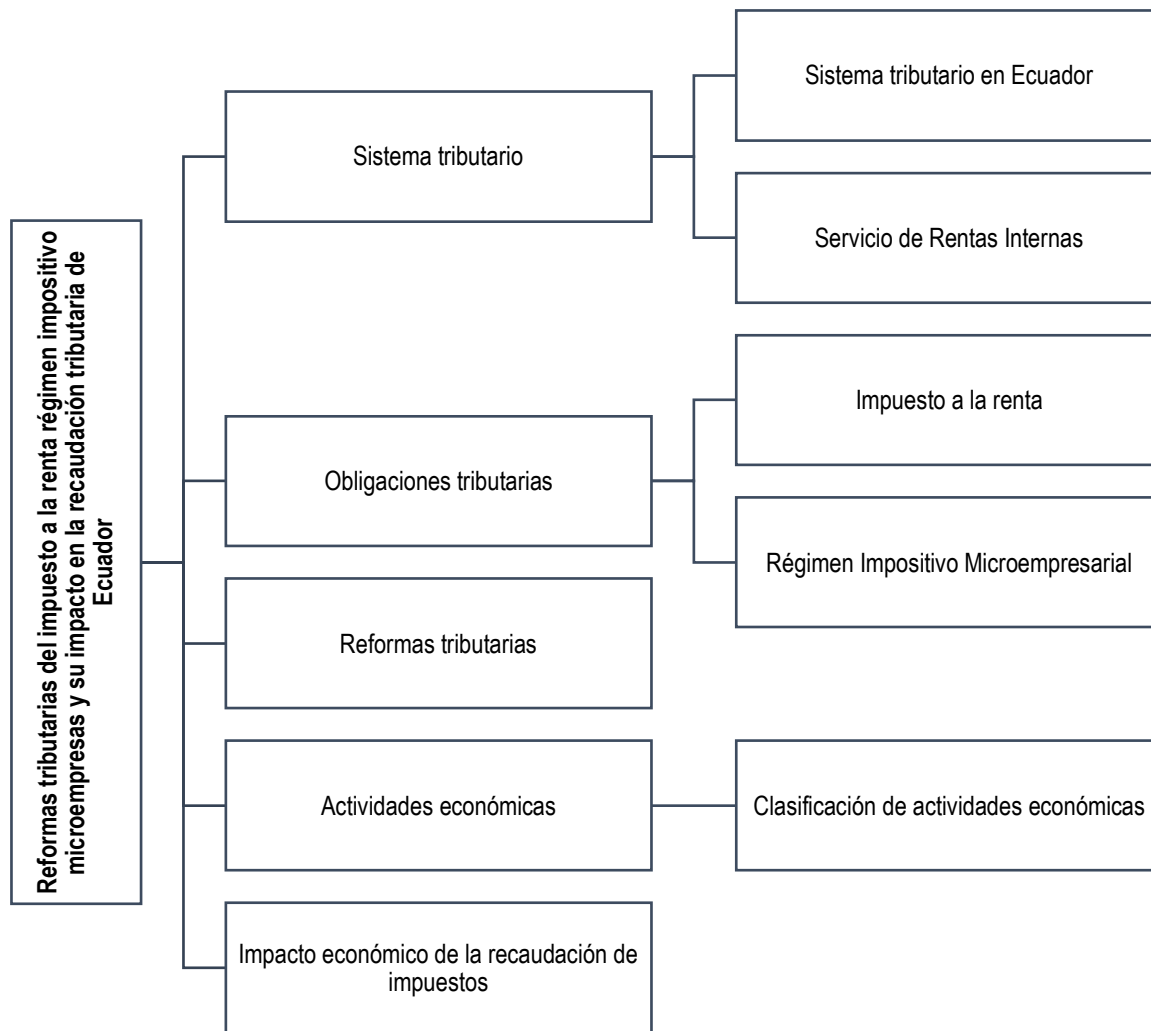 Reformas tributarias del impuesto a la renta régimen impositivo
microempresas y su impacto en la recaudación tributaria de
Ecuador
Sistema tributario
Sistema tributario en Ecuador
Servicio de Rentas Internas
Obligaciones tributarias
Impuesto a la renta
Régimen Impositivo Microempresarial
Reformas tributarias
Actividades económicas
Clasificación de actividades económicas
Impacto económico de la recaudación de
impuestos